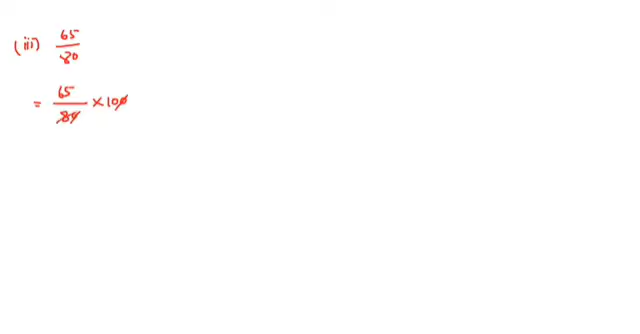 (iii) 65/80
= 65/80 × 100